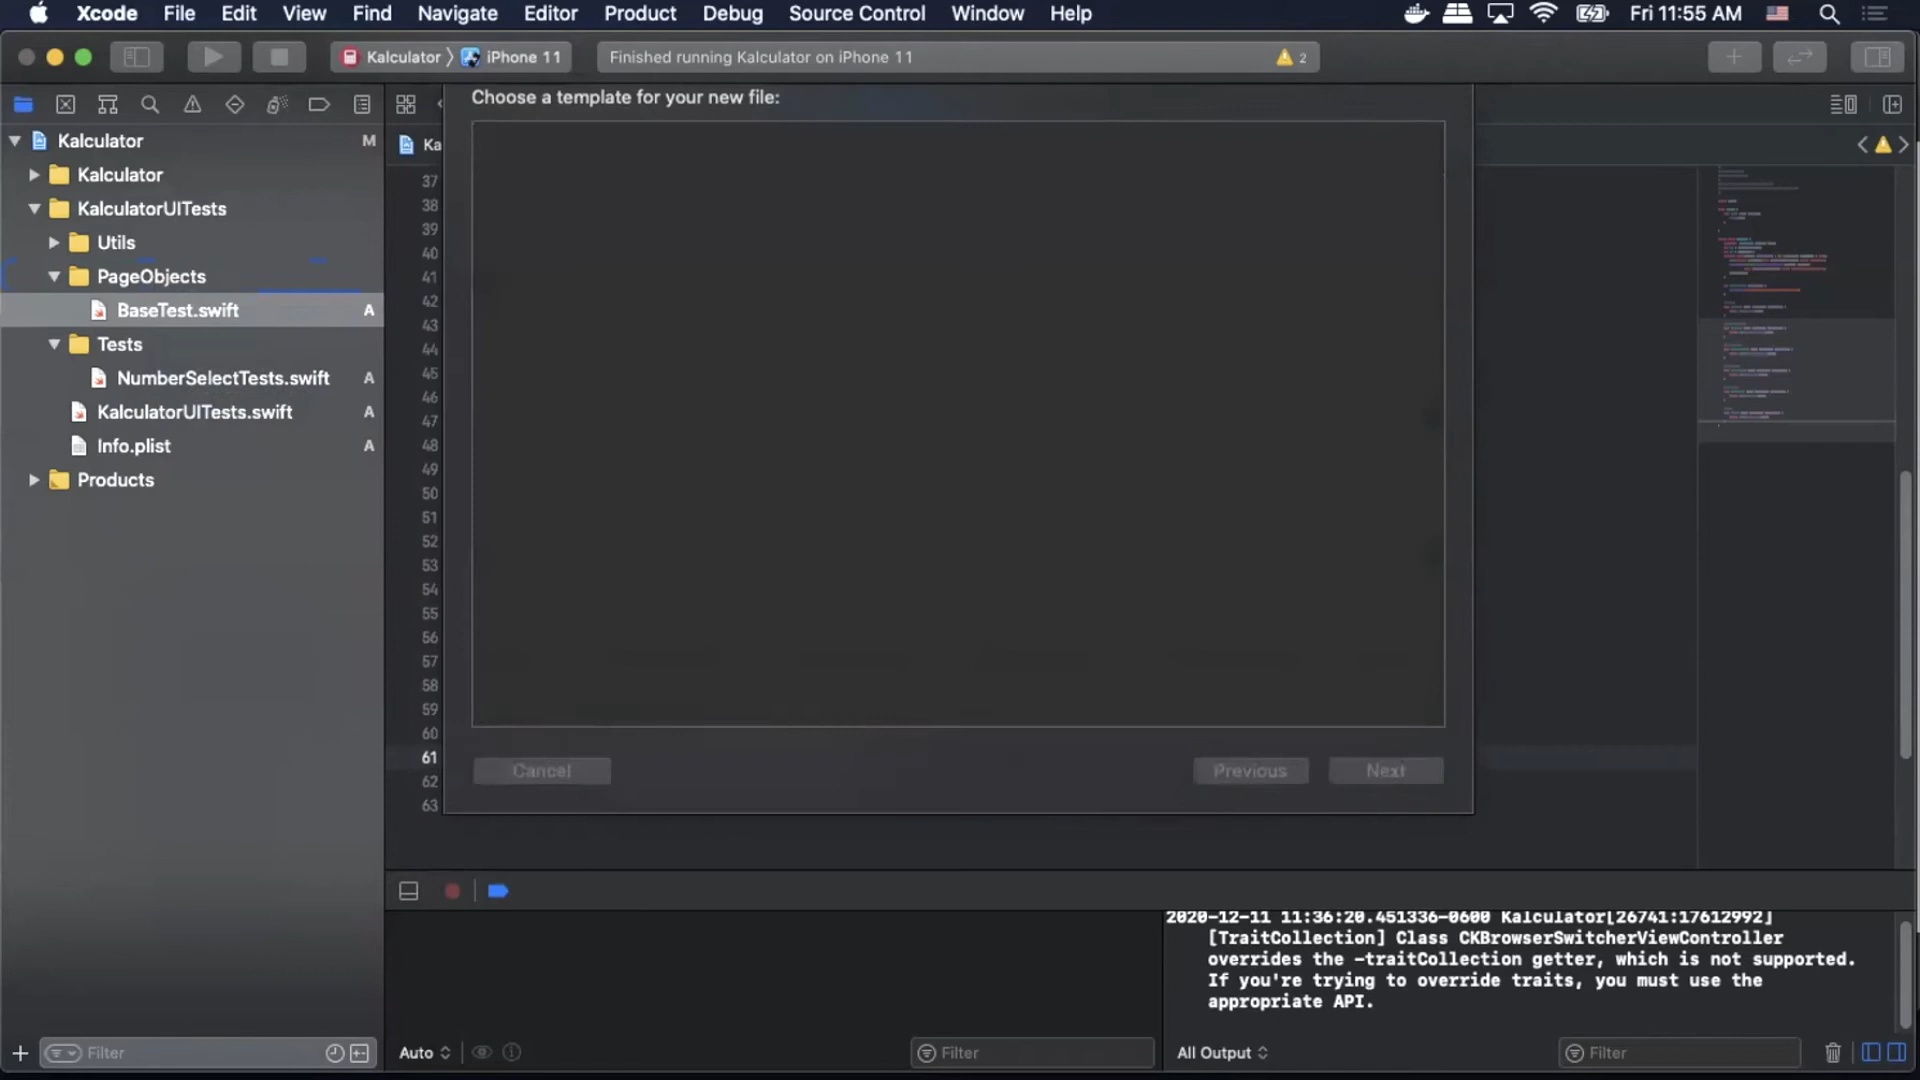 Xcode File Edit View Find Navigate Editor Product Debug Source Control Window Help Fri 11:55 AM
Kalculator iPhone 11 Finished running Kalculator on iPhone 11 2
Choose a template for your new file:
Kalculator M
Ka
Kalculator
KalculatorUITests
Utils
PageObjects
BaseTest.swift A
Tests
NumberSelectTests.swift A
KalculatorUITests.swift A
Info.plist A
Products
37
38
39
40
41
42
43
44
45
46
47
48
49
50
51
52
53
54
55
56
57
58
59
60
61
62
63
Cancel Previous Next
2020-12-11 11:36:20.451336-0600 Kalculator[26741:17612992]
[TraitCollection] Class CKBrowserSwitcherViewController
overrides the -traitCollection getter, which is not supported.
If you're trying to override traits, you must use the
appropriate API.
Filter Auto Filter All Output Filter